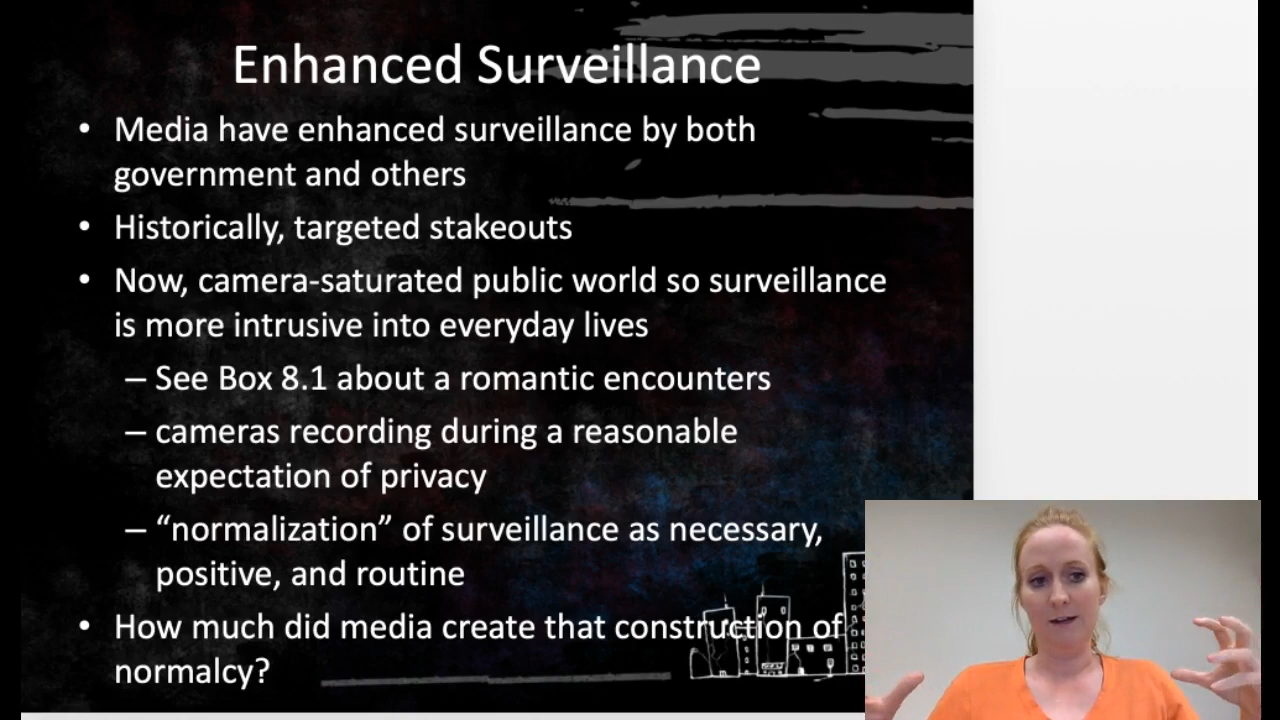 Enhanced Surveillance
• Media have enhanced surveillance by both
government and others
• Historically, targeted stakeouts
• Now, camera-saturated public world so surveillance
is more intrusive into everyday lives
– See Box 8.1 about a romantic encounters
– cameras recording during a reasonable
expectation of privacy
– “normalization” of surveillance as necessary,
positive, and routine
• How much did media create that construction of
normalcy?